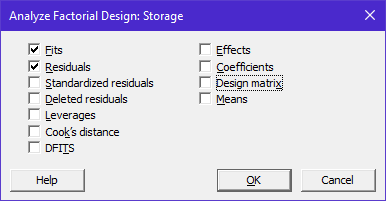 Analyze Factorial Design: Storage
Fits
Residuals
Standardized residuals
Deleted residuals
Leverages
Cook's distance
DFITS
Effects
Coefficients
Design matrix
Means
Help
OK
Cancel